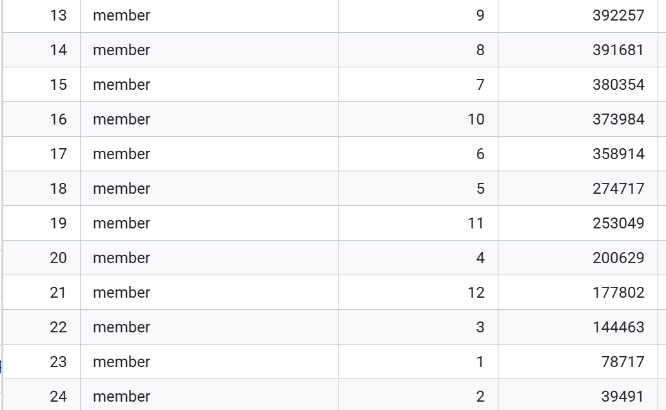 13 member 9 392257
14 member 8 391681
15 member 7 380354
16 member 10 373984
17 member 6 358914
18 member 5 274717
19 member 11 253049
20 member 4 200629
21 member 12 177802
22 member 3 144463
23 member 1 78717
24 member 2 39491